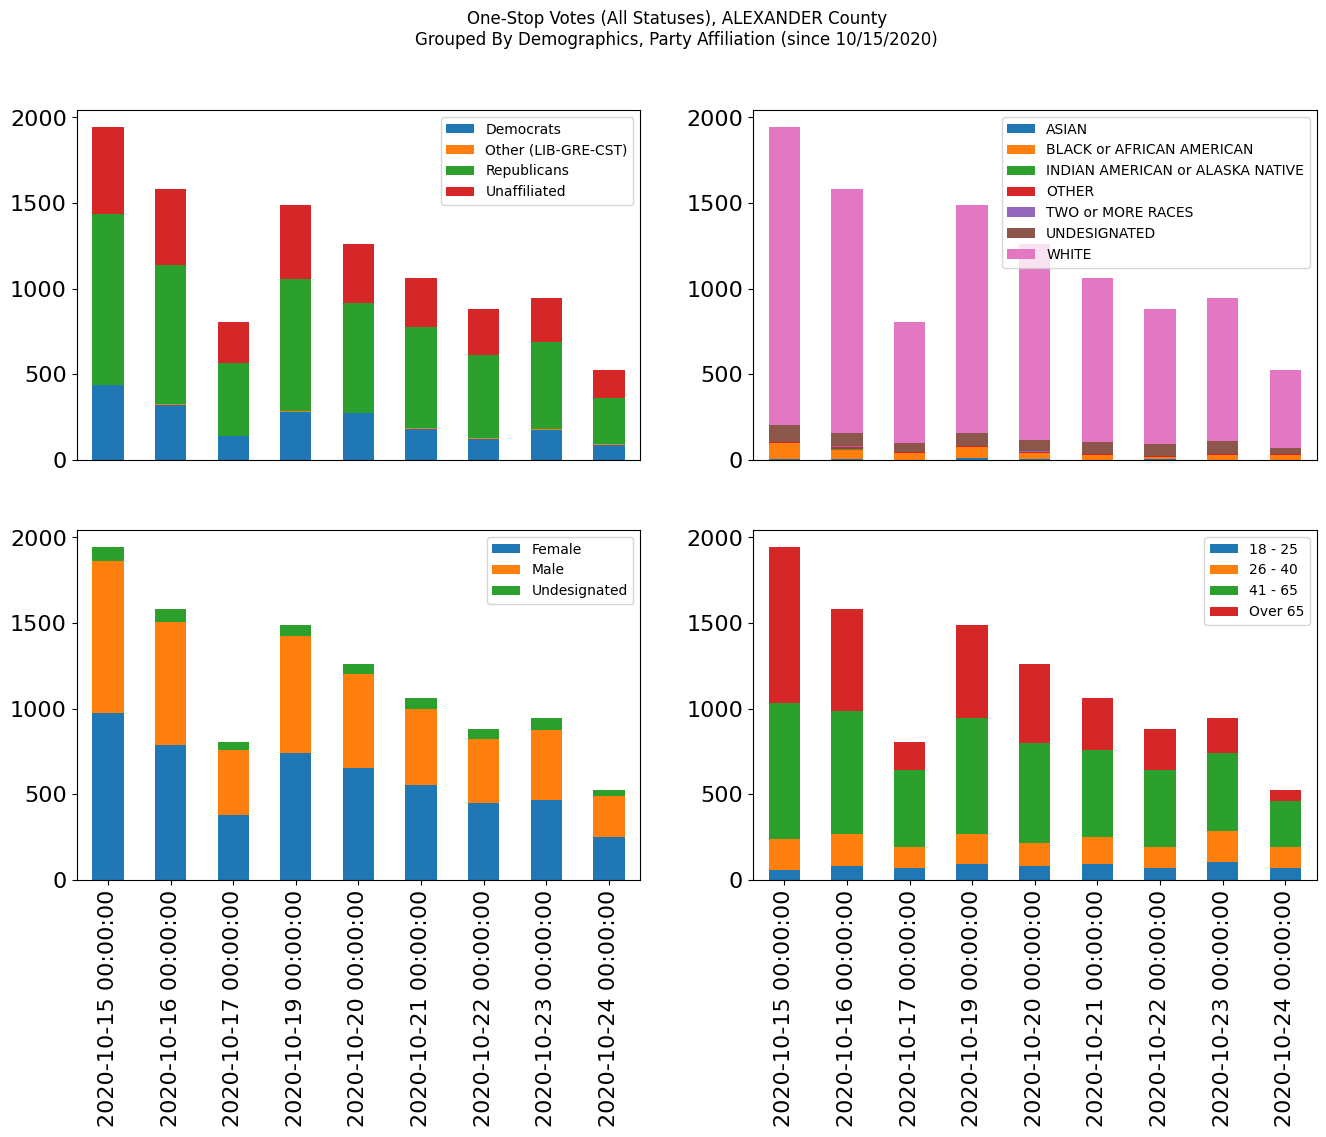 One-Stop Votes (All Statuses), ALEXANDER County
Grouped By Demographics, Party Affiliation (since 10/15/2020)
2000
1500
1000
500
0
Democrats
Other (LIB-GRE-CST)
Republicans
Unaffiliated
2000
1500
1000
500
0
ASIAN
BLACK or AFRICAN AMERICAN
INDIAN AMERICAN or ALASKA NATIVE
OTHER
TWO or MORE RACES
UNDESIGNATED
WHITE
2000
1500
1000
500
0
Female
Male
Undesignated
2020-10-15 00:00:00
2020-10-16 00:00:00
2020-10-17 00:00:00
2020-10-19 00:00:00
2020-10-20 00:00:00
2020-10-21 00:00:00
2020-10-22 00:00:00
2020-10-23 00:00:00
2020-10-24 00:00:00
2000
1500
1000
500
0
18 - 25
26 - 40
41 - 65
Over 65
2020-10-15 00:00:00
2020-10-16 00:00:00
2020-10-17 00:00:00
2020-10-19 00:00:00
2020-10-20 00:00:00
2020-10-21 00:00:00
2020-10-22 00:00:00
2020-10-23 00:00:00
2020-10-24 00:00:00